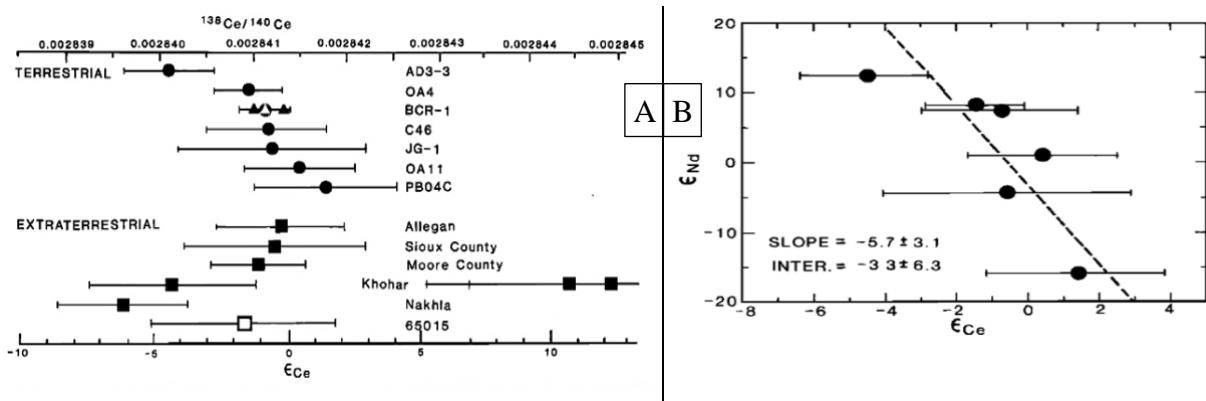 138Ce/140Ce
0.002839 0.002840 0.002841 0.002842 0.002843 0.002844 0.002845
TERRESTRIAL
AD3-3
OA4
BCR-1
C46
JG-1
OA11
PB04C
EXTRATERRESTRIAL
Allegan
Sioux County
Moore County
Khohar
Nakhla
65015
-10 -5 0 5 10
ϵCe
A B
20
10
0
-10
-20
ϵNd
SLOPE = -5.7 ± 3.1
INTER. = -3.3 ± 6.3
-8 -6 -4 -2 0 2 4
ϵCe